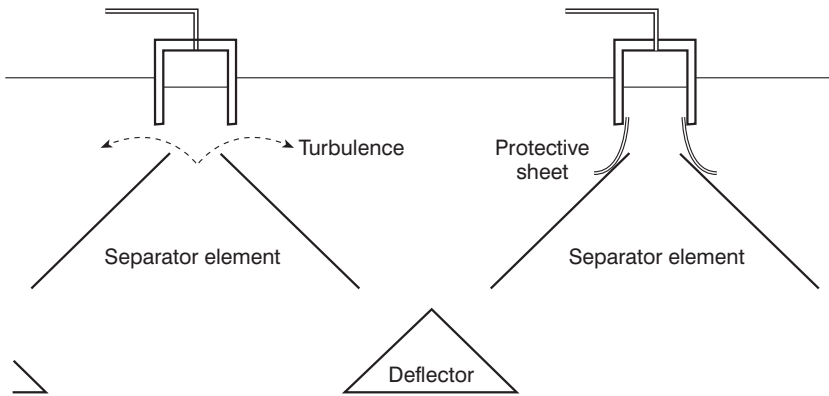 Turbulence
Protective
sheet
Separator element
Separator element
Deflector